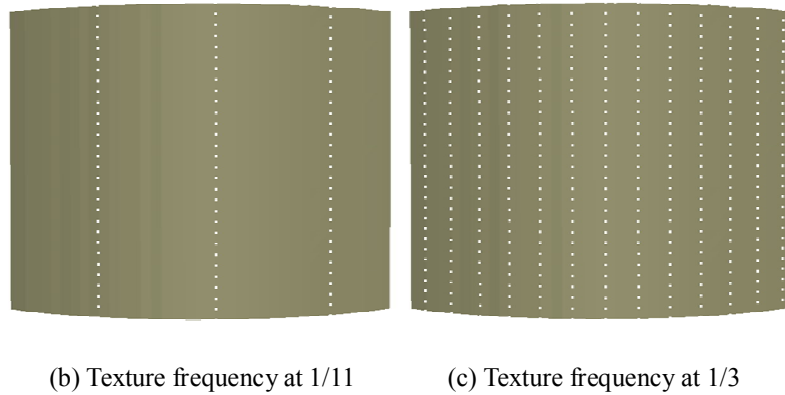 (b) Texture frequency at 1/11
(c) Texture frequency at 1/3